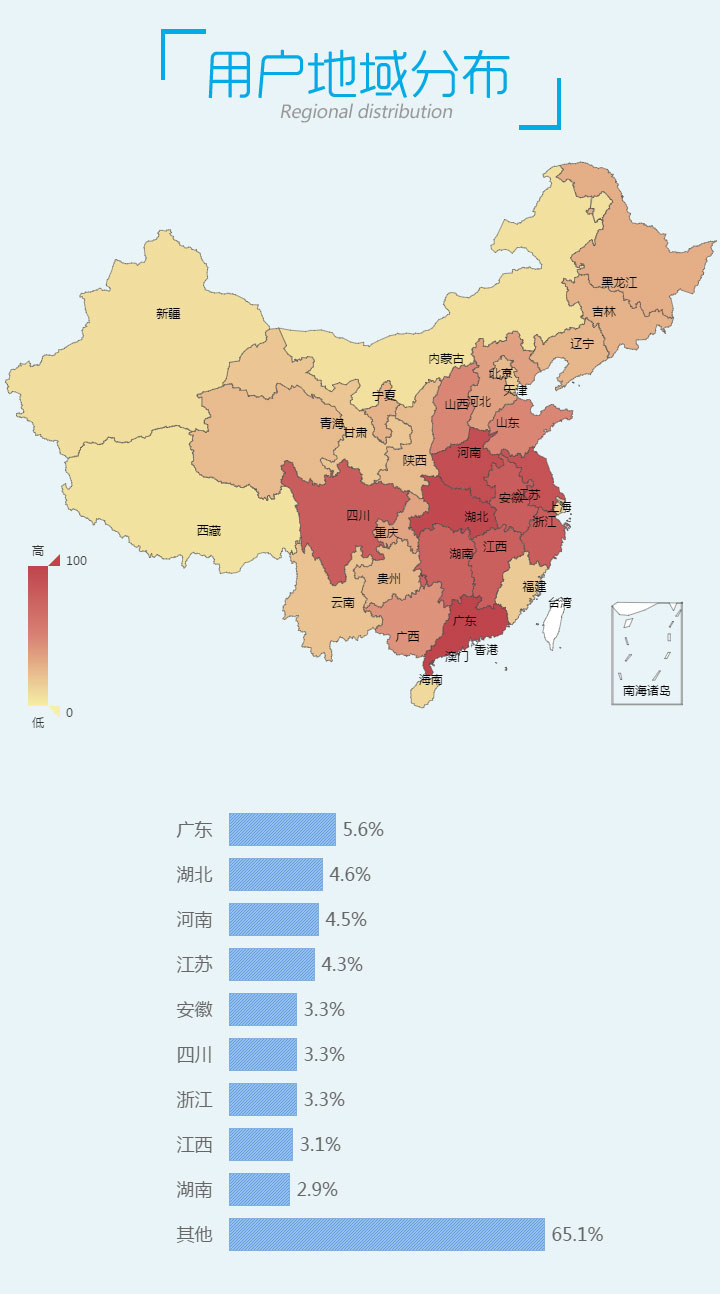 用户地域分布
Regional distribution
黑龙江
吉林
新疆
辽宁
内蒙古
北京
天津
宁夏
山西
河北
青海
甘肃
山东
河南
陕西
安徽
江苏
上海
四川
湖北
浙江
西藏
重庆
湖南
江西
高
100
贵州
福建
云南
台湾
广东
广西
香港
澳门
海南
南海诸岛
0
低
广东 5.6%
湖北 4.6%
河南 4.5%
江苏 4.3%
安徽 3.3%
四川 3.3%
浙江 3.3%
江西 3.1%
湖南 2.9%
其他 65.1%